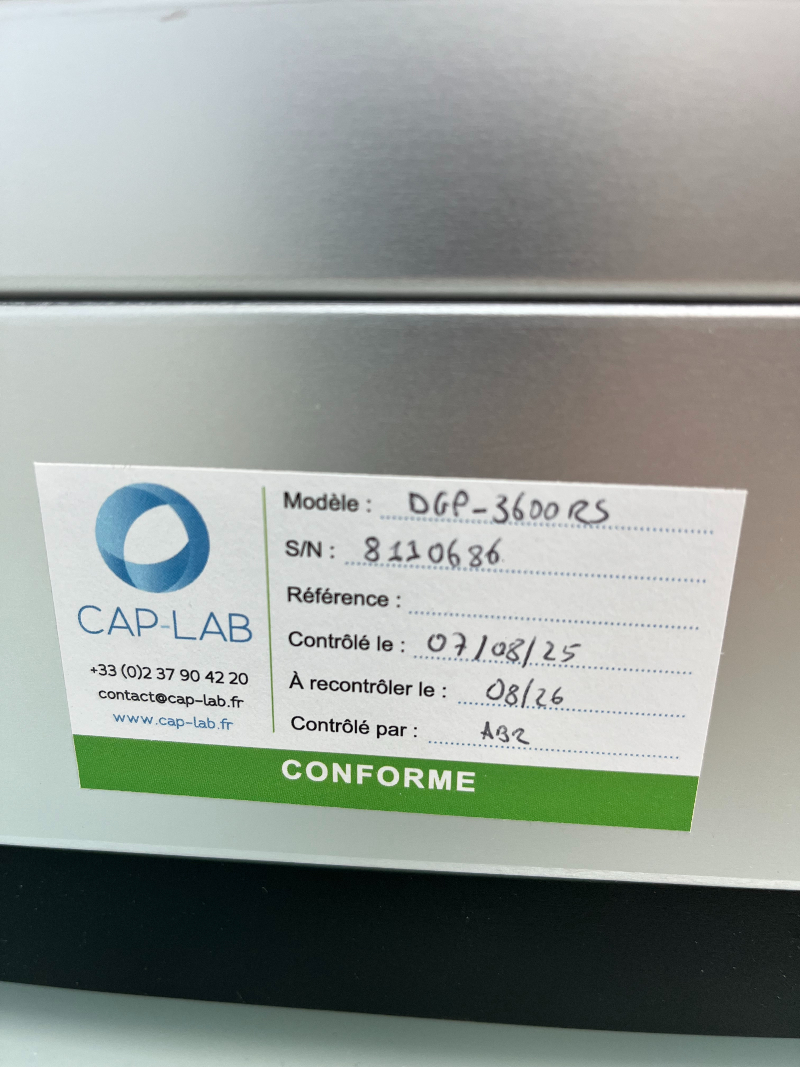 CAP-LAB
+33 (0)2 37 90 42 20
contact@cap-lab.fr
www.cap-lab.fr
Modèle : DGP-3600RS
S/N : 8110686
Référence :
Contrôlé le : 07/08/25
À recontrôler le : 08/26
Contrôlé par : ABR
CONFORME